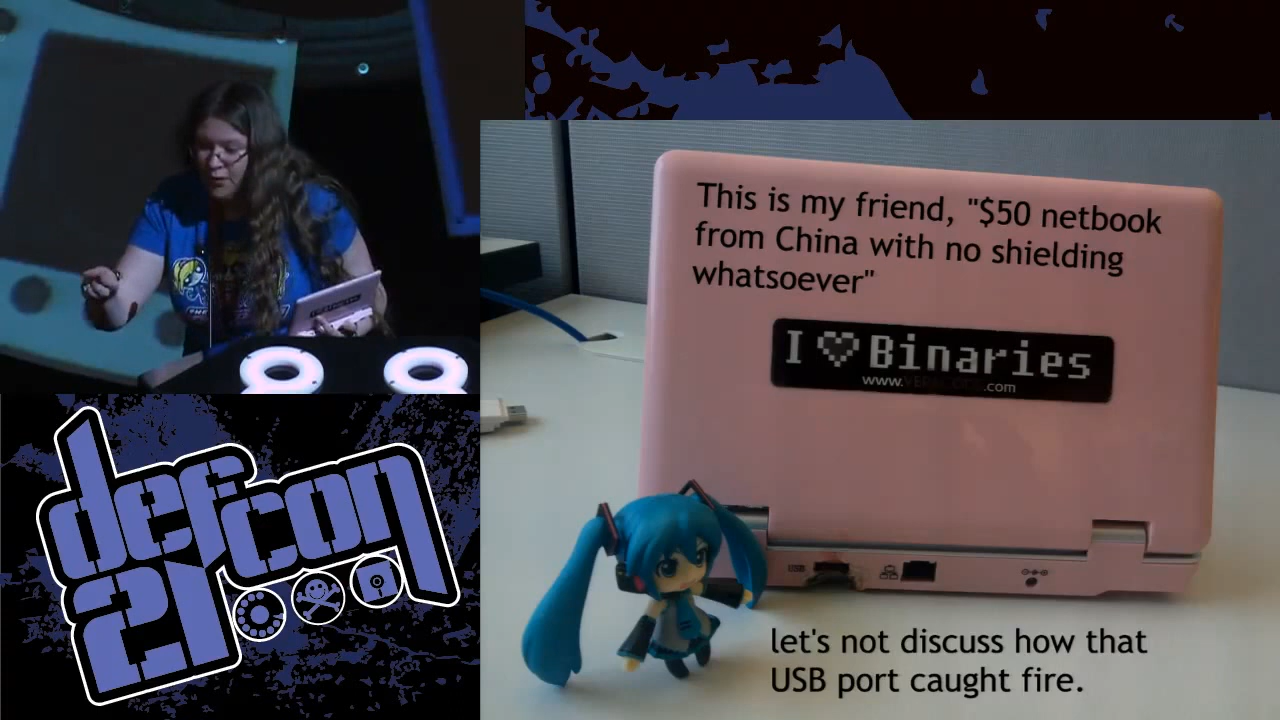 This is my friend, "$50 netbook
from China with no shielding
whatsoever"
I Binaries
www. .com
USB
let's not discuss how that
USB port caught fire.
defcon
21